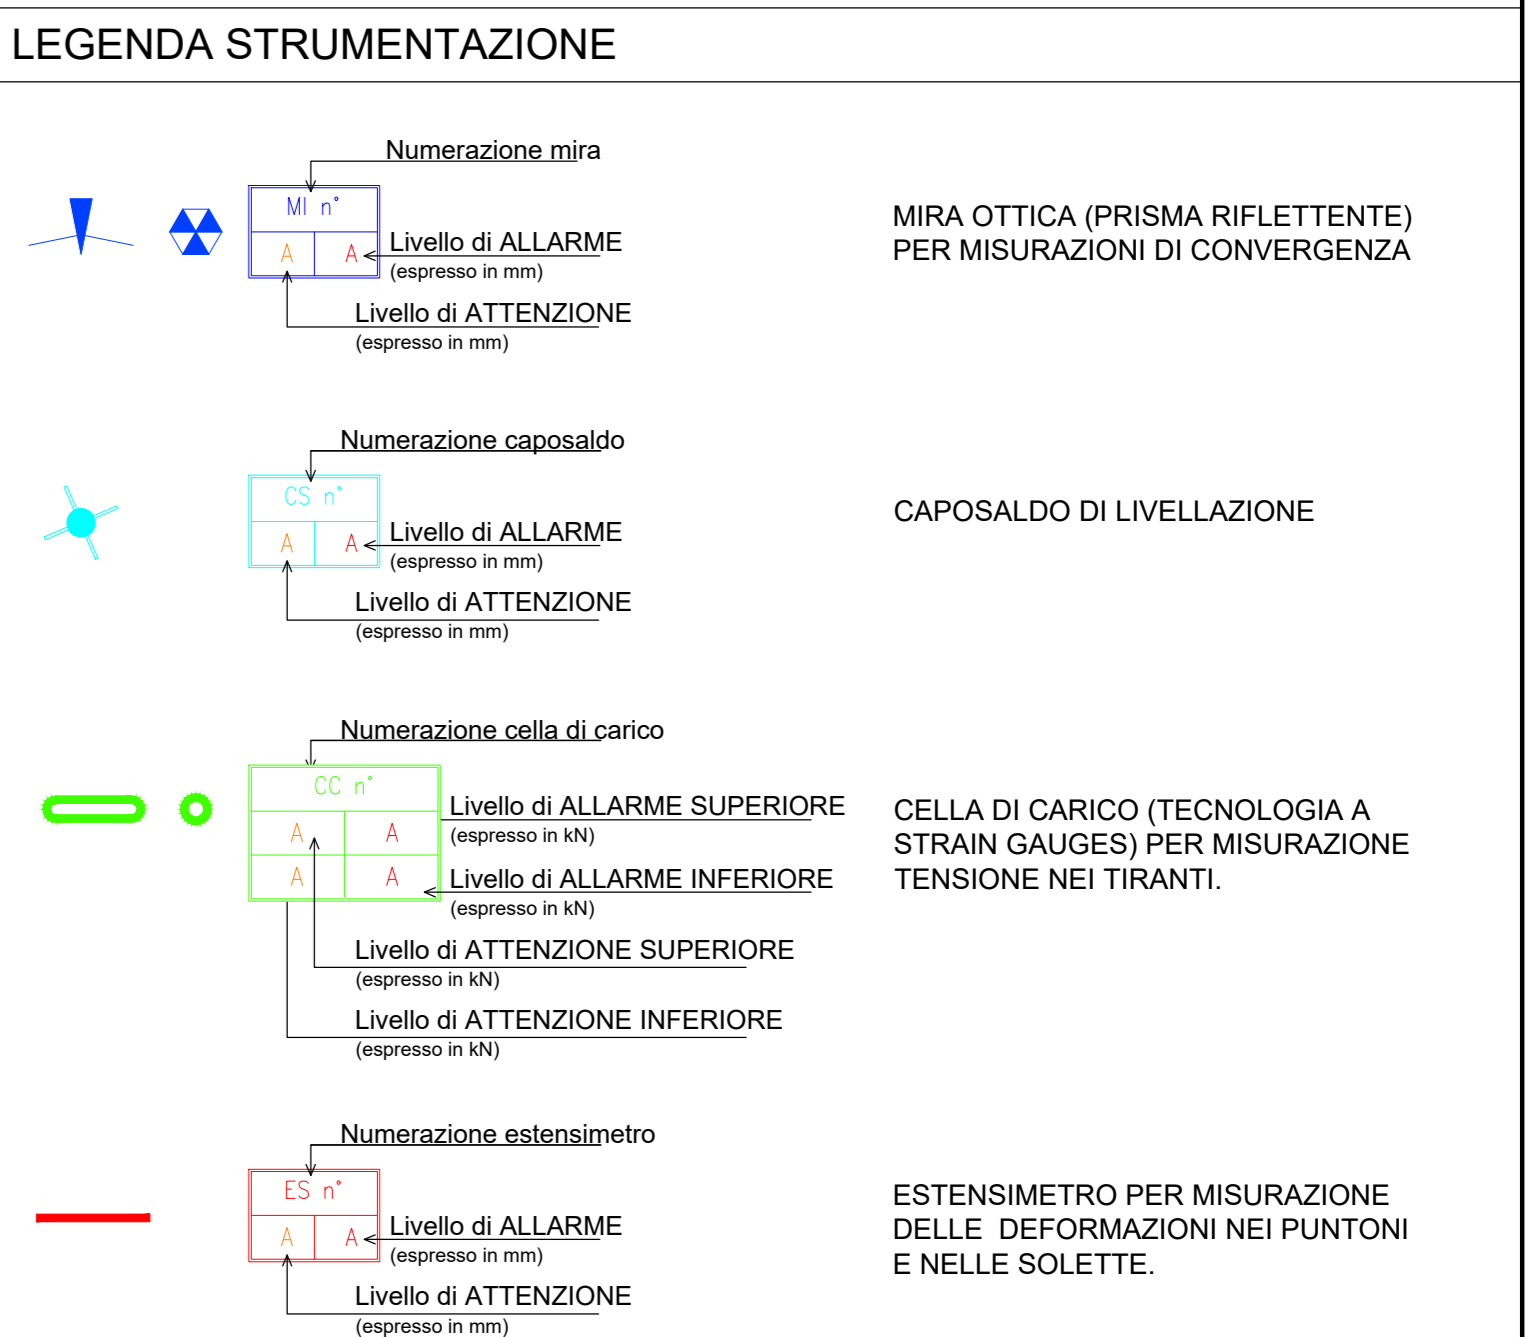 LEGENDA STRUMENTAZIONE
Numerazione mira
MI n°
A A
Livello di ALLARME
(espresso in mm)
Livello di ATTENZIONE
(espresso in mm)
MIRA OTTICA (PRISMA RIFLETTENTE)
PER MISURAZIONI DI CONVERGENZA
Numerazione caposaldo
CS n°
A A
Livello di ALLARME
(espresso in mm)
Livello di ATTENZIONE
(espresso in mm)
CAPOSALDO DI LIVELLAZIONE
Numerazione cella di carico
CC n°
A A
A A
Livello di ALLARME SUPERIORE
(espresso in kN)
Livello di ALLARME INFERIORE
(espresso in kN)
Livello di ATTENZIONE SUPERIORE
(espresso in kN)
Livello di ATTENZIONE INFERIORE
(espresso in kN)
CELLA DI CARICO (TECNOLOGIA A
STRAIN GAUGES) PER MISURAZIONE
TENSIONE NEI TIRANTI.
Numerazione estensimetro
ES n°
A A
Livello di ALLARME
(espresso in mm)
Livello di ATTENZIONE
(espresso in mm)
ESTENSIMETRO PER MISURAZIONE
DELLE DEFORMAZIONI NEI PUNTONI
E NELLE SOLETTE.